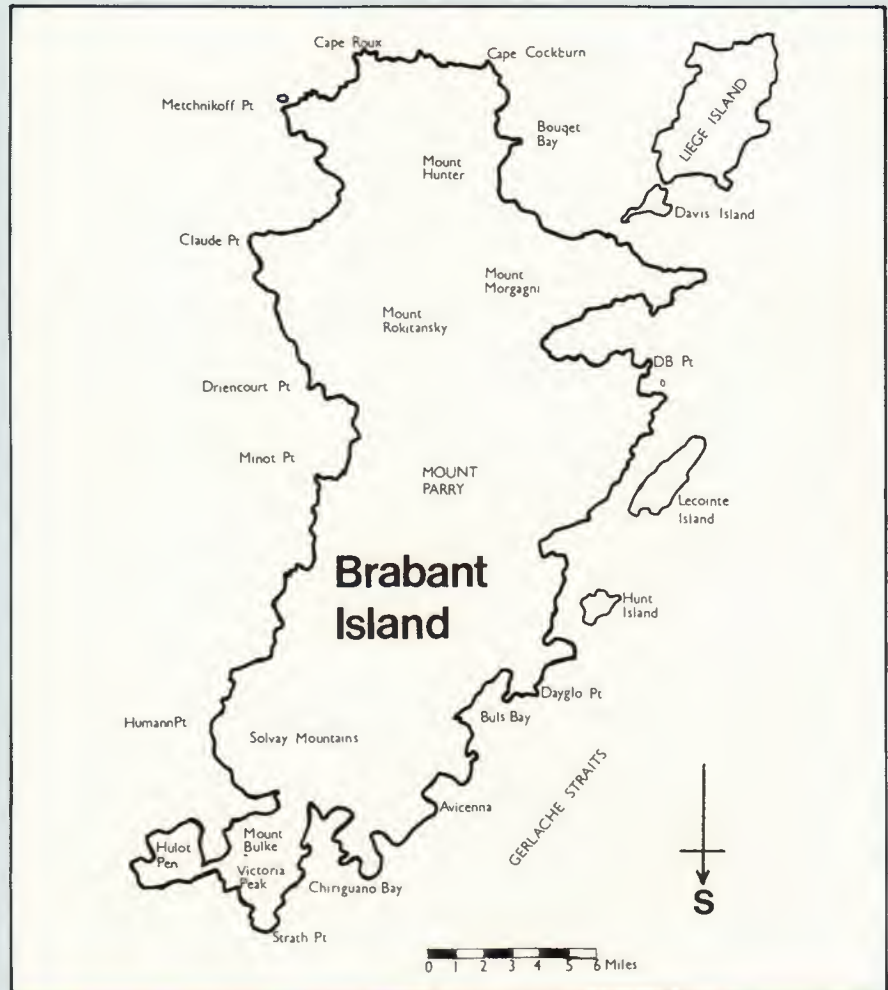 Cape Roux
Cape Cockburn
Metchnikoff Pt
Bouqet
Bay
LIEGE ISLAND
Mount
Hunter
Davis Island
Claude Pt
Mount
Morgagni
Mount
Rokitansky
DB Pt
Driencourt Pt
Minot Pt
MOUNT
PARRY
Lecointe
Island
Brabant
Island
Hunt
Island
Dayglo Pt
Buls Bay
HumannPt
Solvay Mountains
GERLACHE STRAITS
Avicenna
Mount
Bulke
Hulot
Pen
Victoria
Peak
Chiriguano Bay
Strath Pt
S
0 1 2 3 4 5 6 Miles